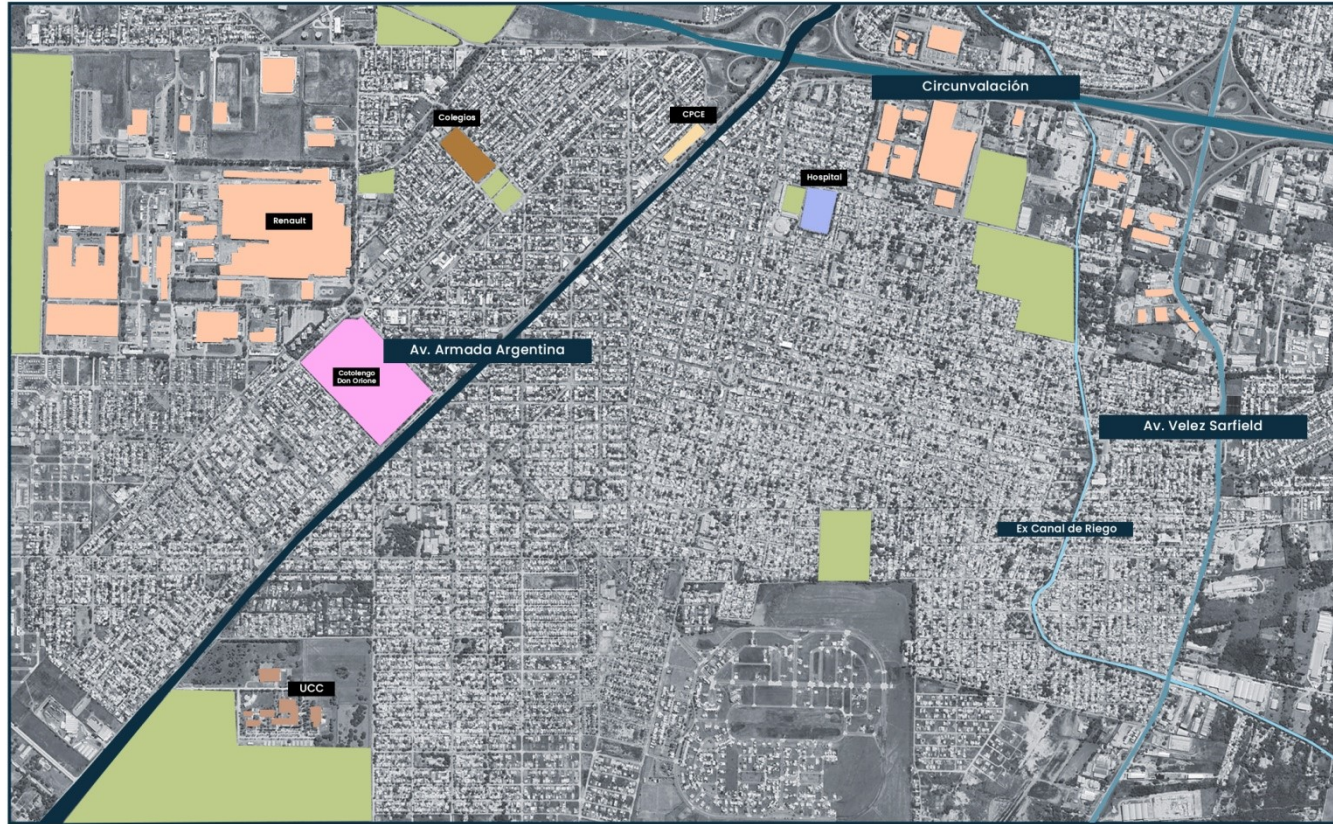 Circunvalación
Colegios
CPCE
Hospital
Renault
Av. Armada Argentina
Cotolengo
Don Orione
Av. Velez Sarfield
Ex Canal de Riego
UCC